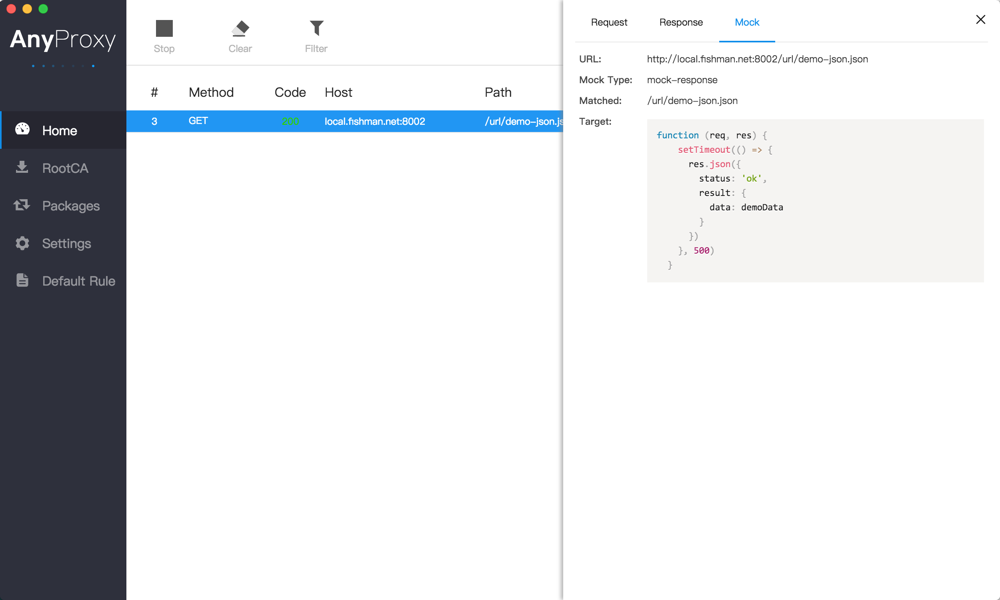 AnyProxy
Home
RootCA
Packages
Settings
Default Rule
Stop Clear Filter
# Method Code Host Path
3 GET 200 local.fishman.net:8002 /url/demo-json.js
Request Response Mock
URL: http://local.fishman.net:8002/url/demo-json.json
Mock Type: mock-response
Matched: /url/demo-json.json
Target:
function (req, res) {
    setTimeout(() => {
      res.json({
        status: 'ok',
        result: {
          data: demoData
        }
      })
    }, 500)
  }